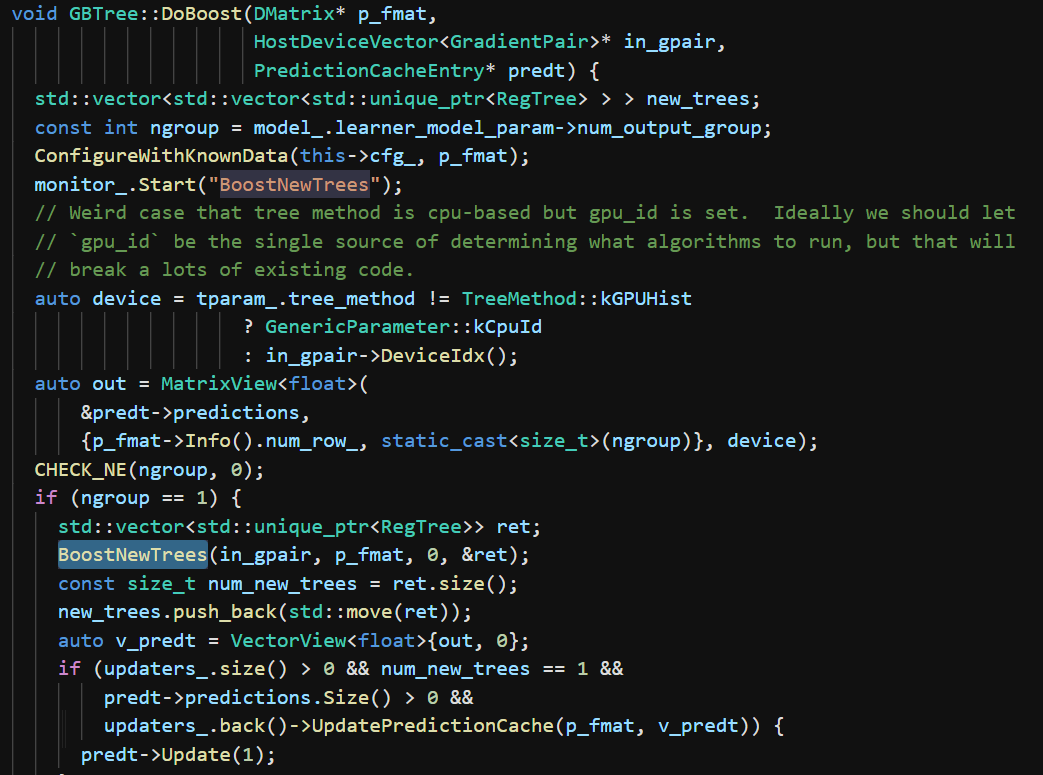 void GBTree::DoBoost(DMatrix* p_fmat,
HostDeviceVector<GradientPair>* in_gpair,
PredictionCacheEntry* predt) {
std::vector<std::vector<std::unique_ptr<RegTree> > > new_trees;
const int ngroup = model_.learner_model_param->num_output_group;
ConfigureWithKnownData(this->cfg_, p_fmat);
monitor_.Start("BoostNewTrees");
// Weird case that tree method is cpu-based but gpu_id is set.  Ideally we should let
// `gpu_id` be the single source of determining what algorithms to run, but that will
// break a lots of existing code.
auto device = tparam_.tree_method != TreeMethod::kGPUHist
? GenericParameter::kCpuId
: in_gpair->DeviceIdx();
auto out = MatrixView<float>(
&predt->predictions,
{p_fmat->Info().num_row_, static_cast<size_t>(ngroup)}, device);
CHECK_NE(ngroup, 0);
if (ngroup == 1) {
std::vector<std::unique_ptr<RegTree>> ret;
BoostNewTrees(in_gpair, p_fmat, 0, &ret);
const size_t num_new_trees = ret.size();
new_trees.push_back(std::move(ret));
auto v_predt = VectorView<float>{out, 0};
if (updaters_.size() > 0 && num_new_trees == 1 &&
predt->predictions.Size() > 0 &&
updaters_.back()->UpdatePredictionCache(p_fmat, v_predt)) {
predt->Update(1);